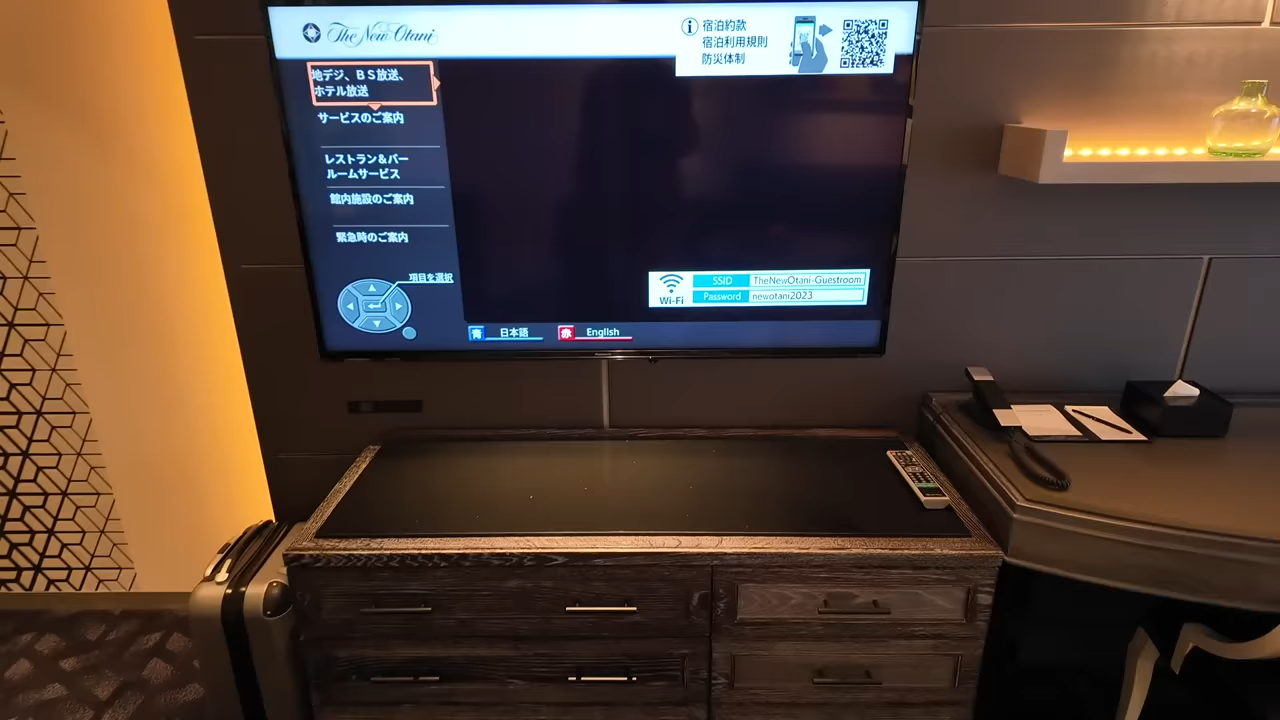 The New Otani
宿泊約款
宿泊利用規則
防災体制
地デジ、BS放送、
ホテル放送
サービスのご案内
レストラン&バー
ルームサービス
館内施設のご案内
緊急時のご案内
項目を選択
Wi-Fi
SSID TheNewOtani-Guestroom
Password newotani2023
青 日本語 赤 English